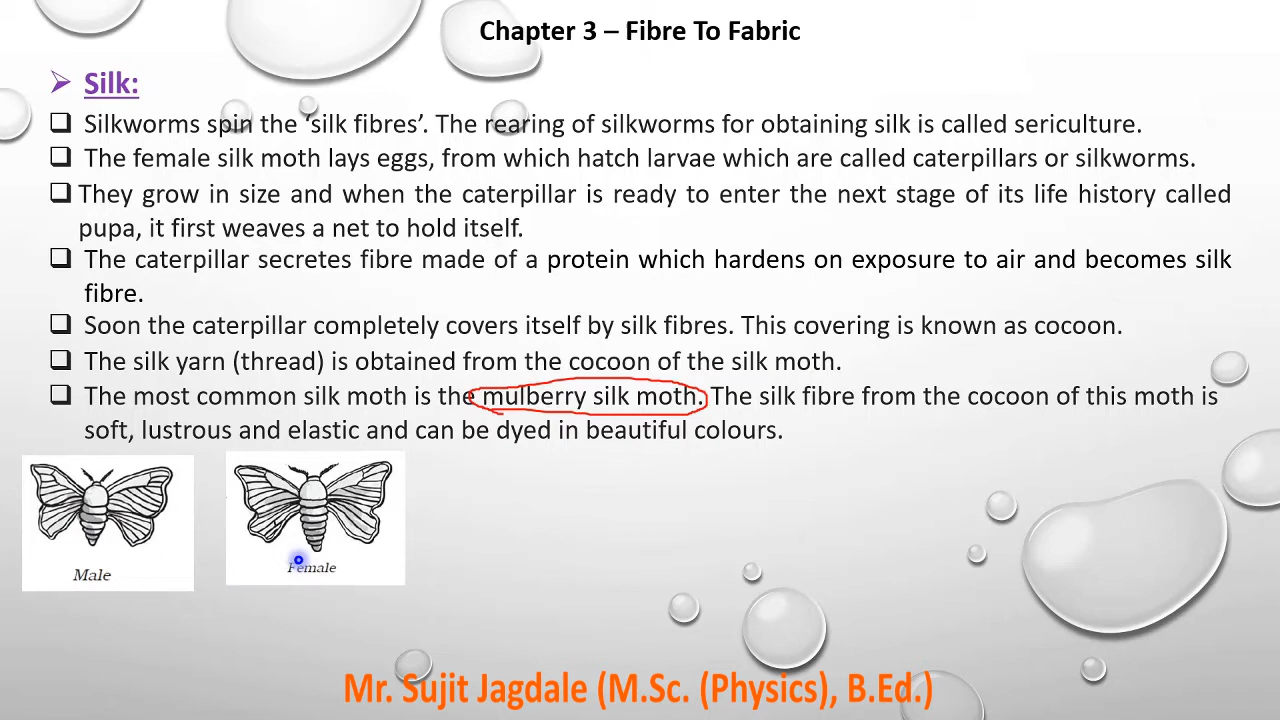 Chapter 3 – Fibre To Fabric
Silk:
Silkworms spin the ‘silk fibres’. The rearing of silkworms for obtaining silk is called sericulture.
The female silk moth lays eggs, from which hatch larvae which are called caterpillars or silkworms.
They grow in size and when the caterpillar is ready to enter the next stage of its life history called
pupa, it first weaves a net to hold itself.
The caterpillar secretes fibre made of a protein which hardens on exposure to air and becomes silk
fibre.
Soon the caterpillar completely covers itself by silk fibres. This covering is known as cocoon.
The silk yarn (thread) is obtained from the cocoon of the silk moth.
The most common silk moth is the mulberry silk moth. The silk fibre from the cocoon of this moth is
soft, lustrous and elastic and can be dyed in beautiful colours.
Male
Female
Mr. Sujit Jagdale (M.Sc. (Physics), B.Ed.)